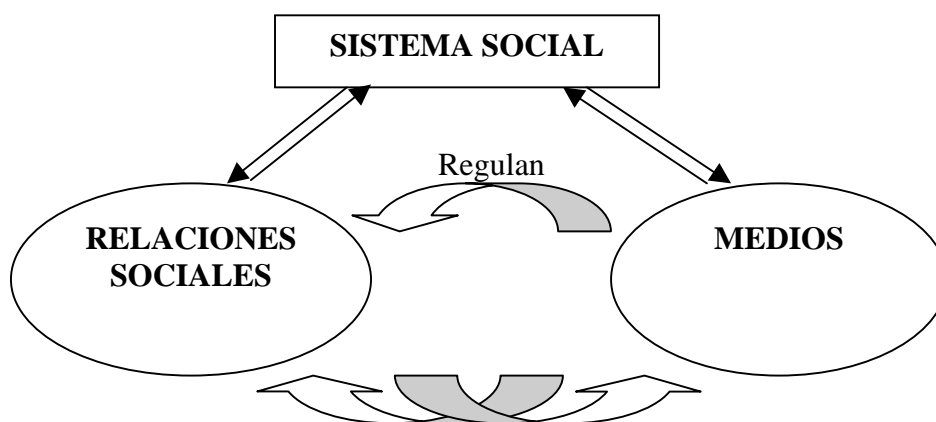 SISTEMA SOCIAL
Regulan
RELACIONES
SOCIALES
MEDIOS